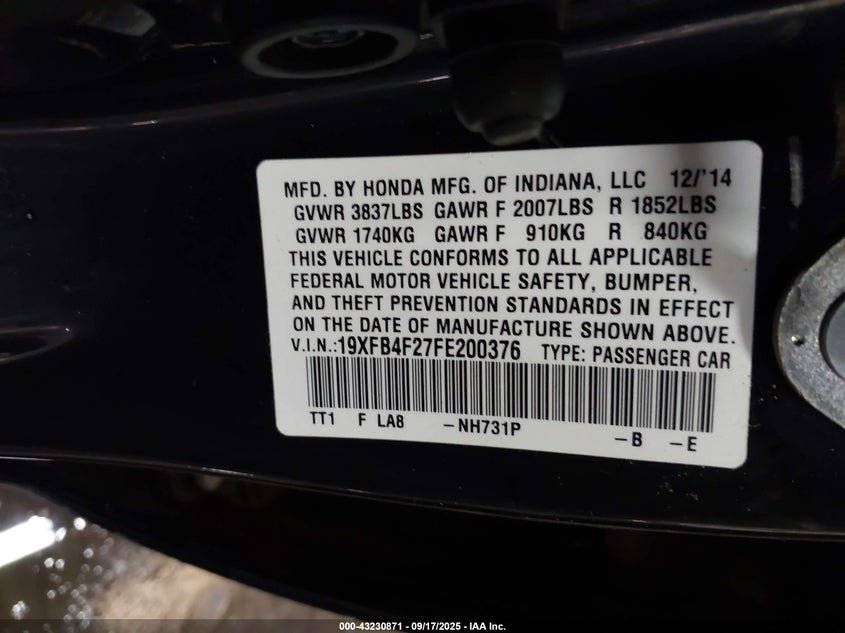 MFD. BY HONDA MFG. OF INDIANA, LLC 12/'14
GVWR 3837LBS GAWR F 2007LBS R 1852LBS
GVWR 1740KG GAWR F 910KG R 840KG
THIS VEHICLE CONFORMS TO ALL APPLICABLE
FEDERAL MOTOR VEHICLE SAFETY, BUMPER,
AND THEFT PREVENTION STANDARDS IN EFFECT
ON THE DATE OF MANUFACTURE SHOWN ABOVE.
V.I.N.:19XFB4F27FE200376 TYPE: PASSENGER CAR
TT1 F LA8 -NH731P -B -E
000-43230871 - 09/17/2025 - IAA Inc.